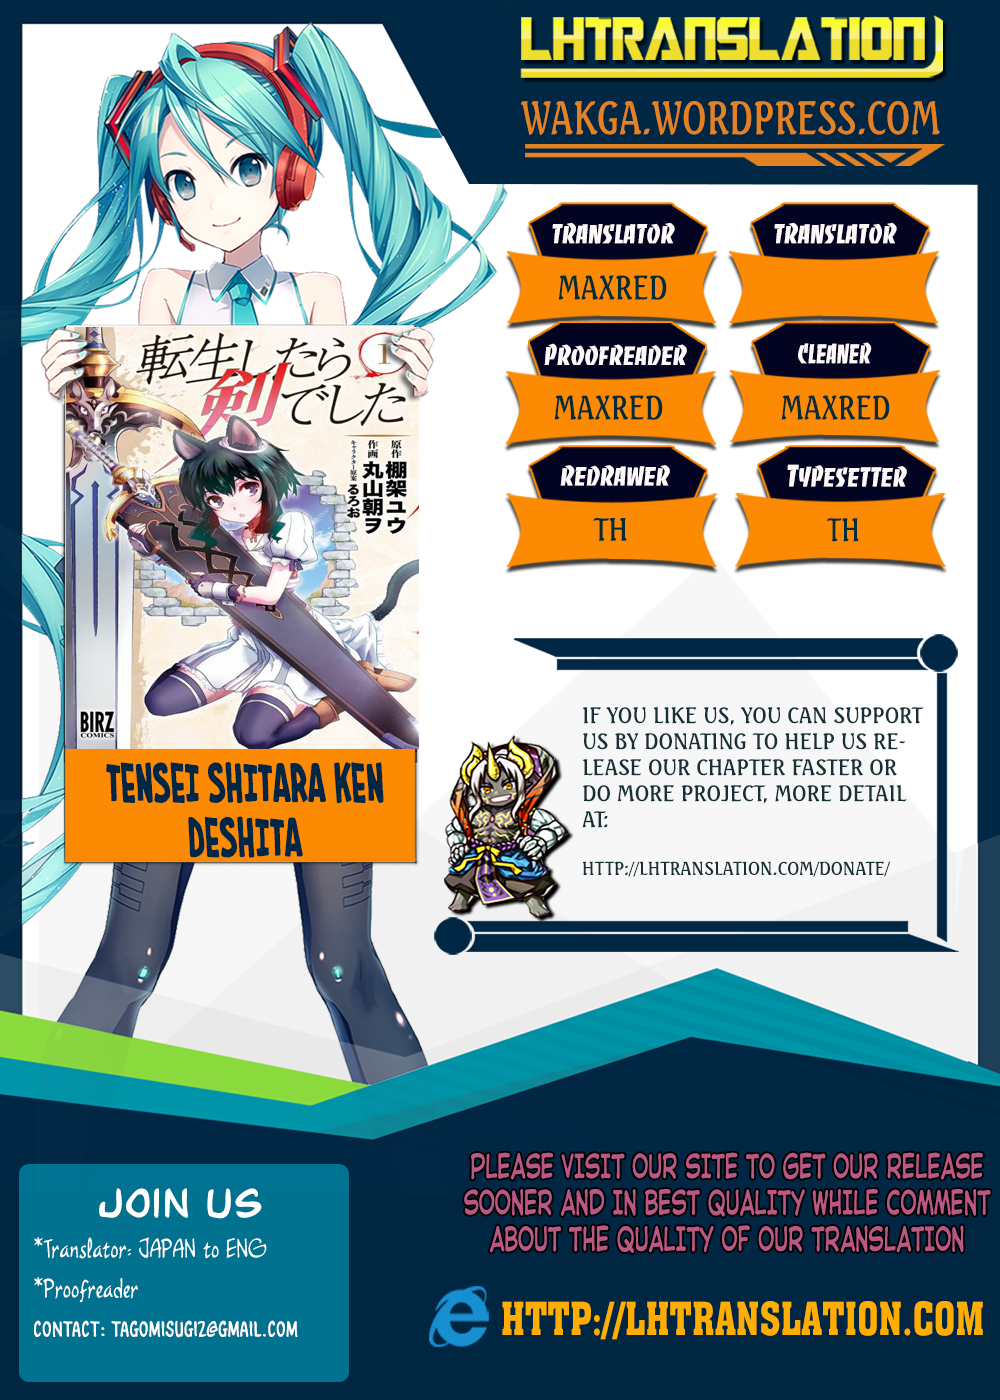 LHTRANSLATION
WAKGA.WORDPRESS.COM
TRANSLATOR
MAXRED
TRANSLATOR
PROOFREADER
MAXRED
CLEANER
MAXRED
REDRAWER
TH
TYPESETTER
TH
転生したら
剣でした
1
原作
棚架ユウ
作画
丸山朝ヲ
キャラクター原案
るろお
BIRZ
COMICS
TENSEI SHITARA KEN
DESHITA
IF YOU LIKE US, YOU CAN SUPPORT
US BY DONATING TO HELP US RE-
LEASE OUR CHAPTER FASTER OR
DO MORE PROJECT, MORE DETAIL
AT:
HTTP://LHTRANSLATION.COM/DONATE/
JOIN US
*Translator: JAPAN to ENG
*Proofreader
CONTACT: TAGOMISUGI2@GMAIL.COM
PLEASE VISIT OUR SITE TO GET OUR RELEASE
SOONER AND IN BEST QUALITY WHILE COMMENT
ABOUT THE QUALITY OF OUR TRANSLATION
HTTP://LHTRANSLATION.COM